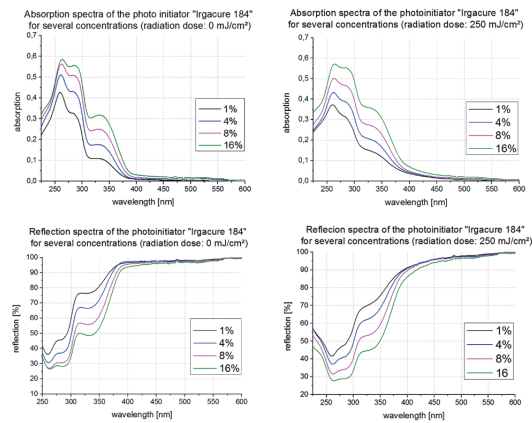 Absorption spectra of the photo initiator "Irgacure 184"
for several concentrations (radiation dose: 0 mJ/cm²)
absorption
0,7
0,6
0,5
0,4
0,3
0,2
0,1
0,0
1%
4%
8%
16%
250 300 350 400 450 500 550 600
wavelength [nm]
Absorption spectra of the photoinitiator "Irgacure 184"
for several concentrations (radiation dose: 250 mJ/cm²)
absorption
0,7
0,6
0,5
0,4
0,3
0,2
0,1
0,0
1%
4%
8%
16%
250 300 350 400 450 500 550 600
wavelength [nm]
Reflection spectra of the photoinitiator "Irgacure 184"
for several concentrations (radiation dose: 0 mJ/cm²)
reflection [%]
100
90
80
70
60
50
40
30
20
10
1%
4%
8%
16%
250 300 350 400 450 500 550 600
wavelength [nm]
Reflecion spectra of the photoinitiator "Irgacure 184"
for several concentrations (radiation dose: 250 mJ/cm²)
reflection [%]
100
90
80
70
60
50
40
30
20
1%
4%
8%
16
250 300 350 400 450 500 550 600
wavelength [nm]